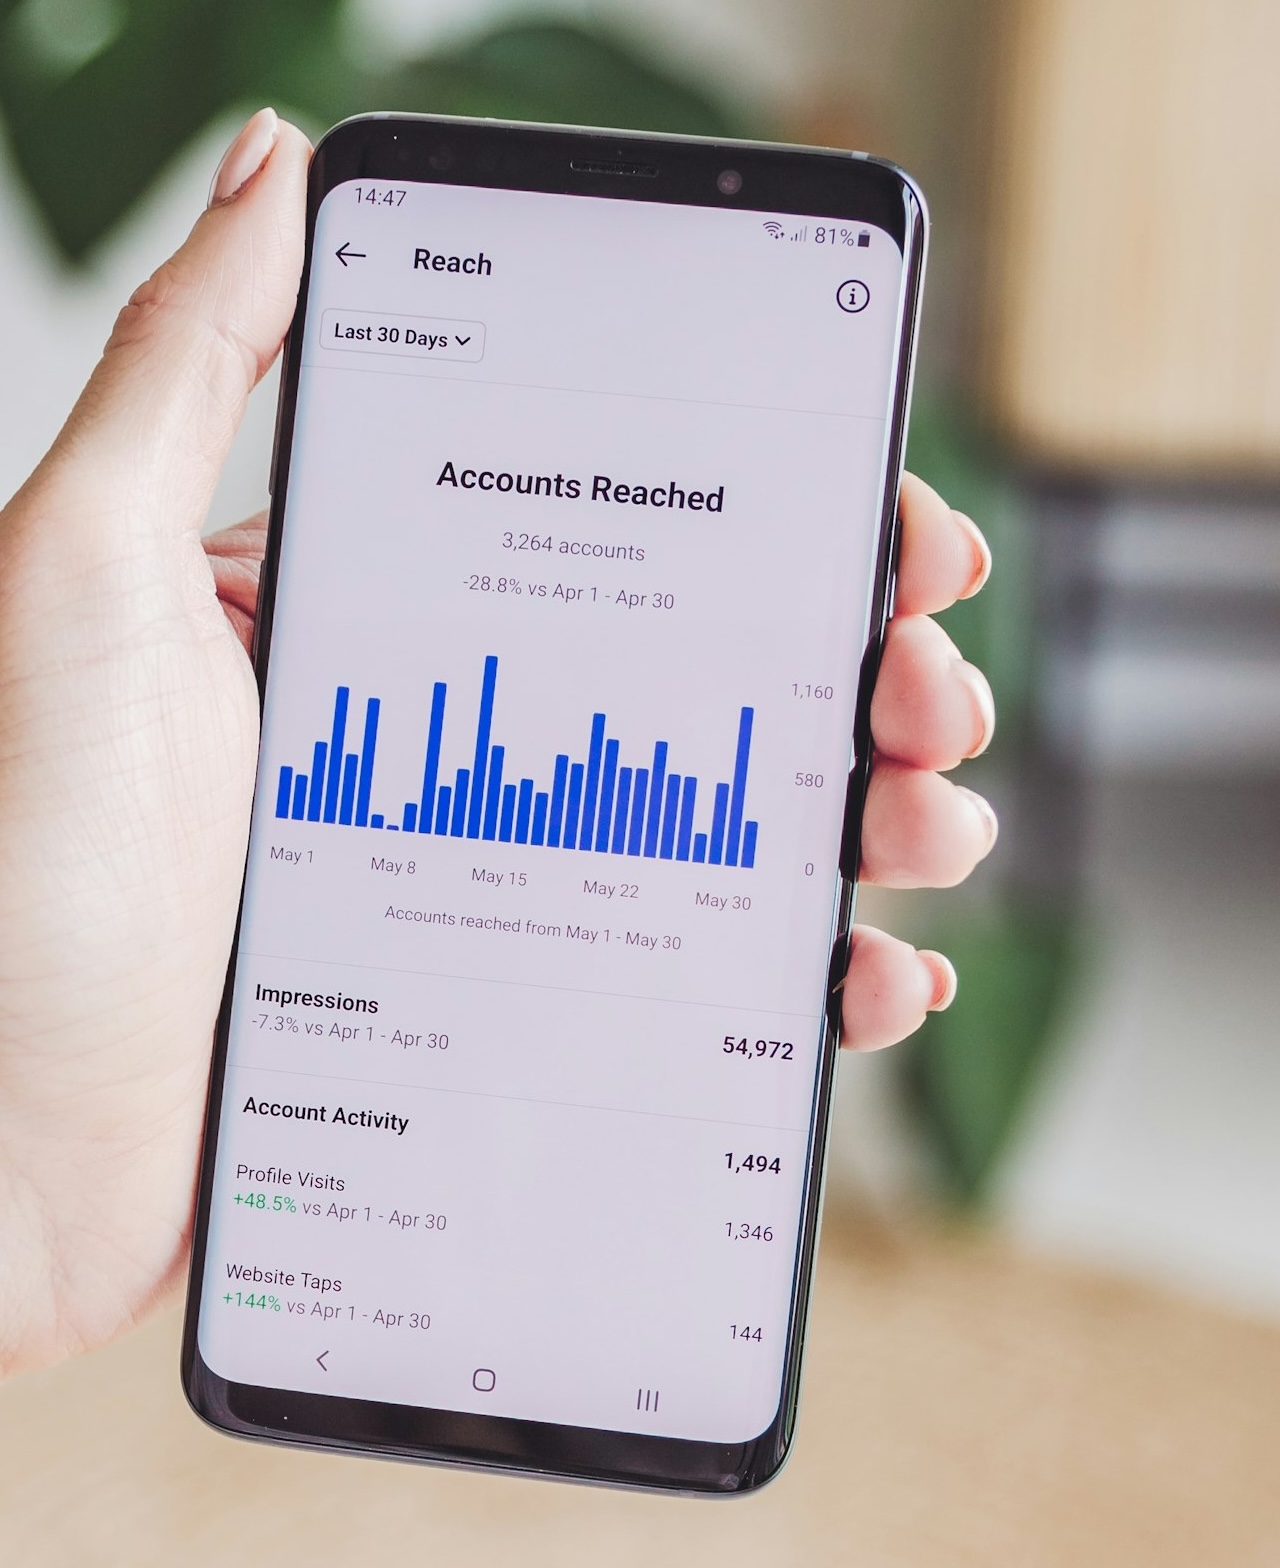 14:47
81%
Reach
Last 30 Days
Accounts Reached
3,264 accounts
-28.8% vs Apr 1 - Apr 30
1,160
580
0
May 1 May 8 May 15 May 22 May 30
Accounts reached from May 1 - May 30
Impressions
-7.3% vs Apr 1 - Apr 30
54,972
Account Activity
1,494
Profile Visits
+48.5% vs Apr 1 - Apr 30
1,346
Website Taps
+144% vs Apr 1 - Apr 30
144